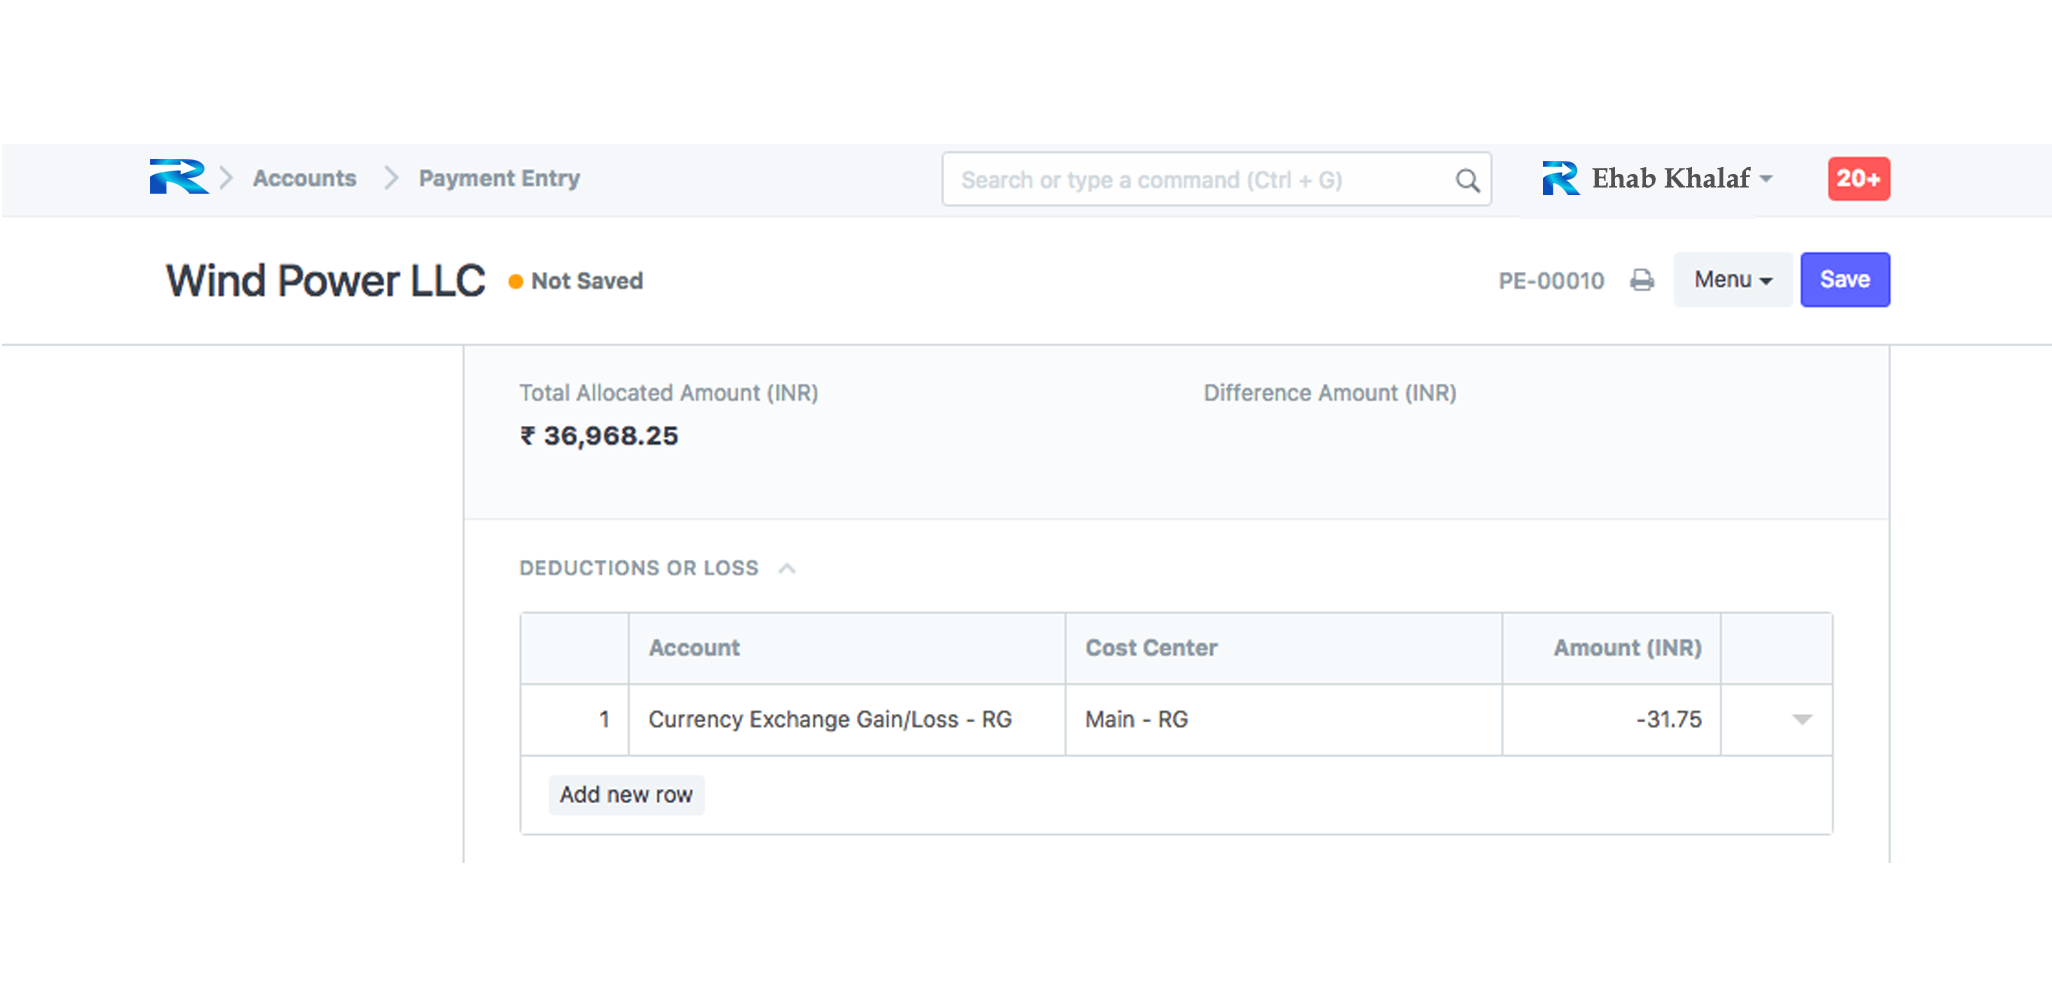 Accounts Payment Entry Search or type a command (Ctrl + G) Ehab Khalaf 20+
Wind Power LLC Not Saved PE-00010 Menu Save
Total Allocated Amount (INR) Difference Amount (INR)
₹ 36,968.25
DEDUCTIONS OR LOSS
Account Cost Center Amount (INR)
1 Currency Exchange Gain/Loss - RG Main - RG -31.75
Add new row